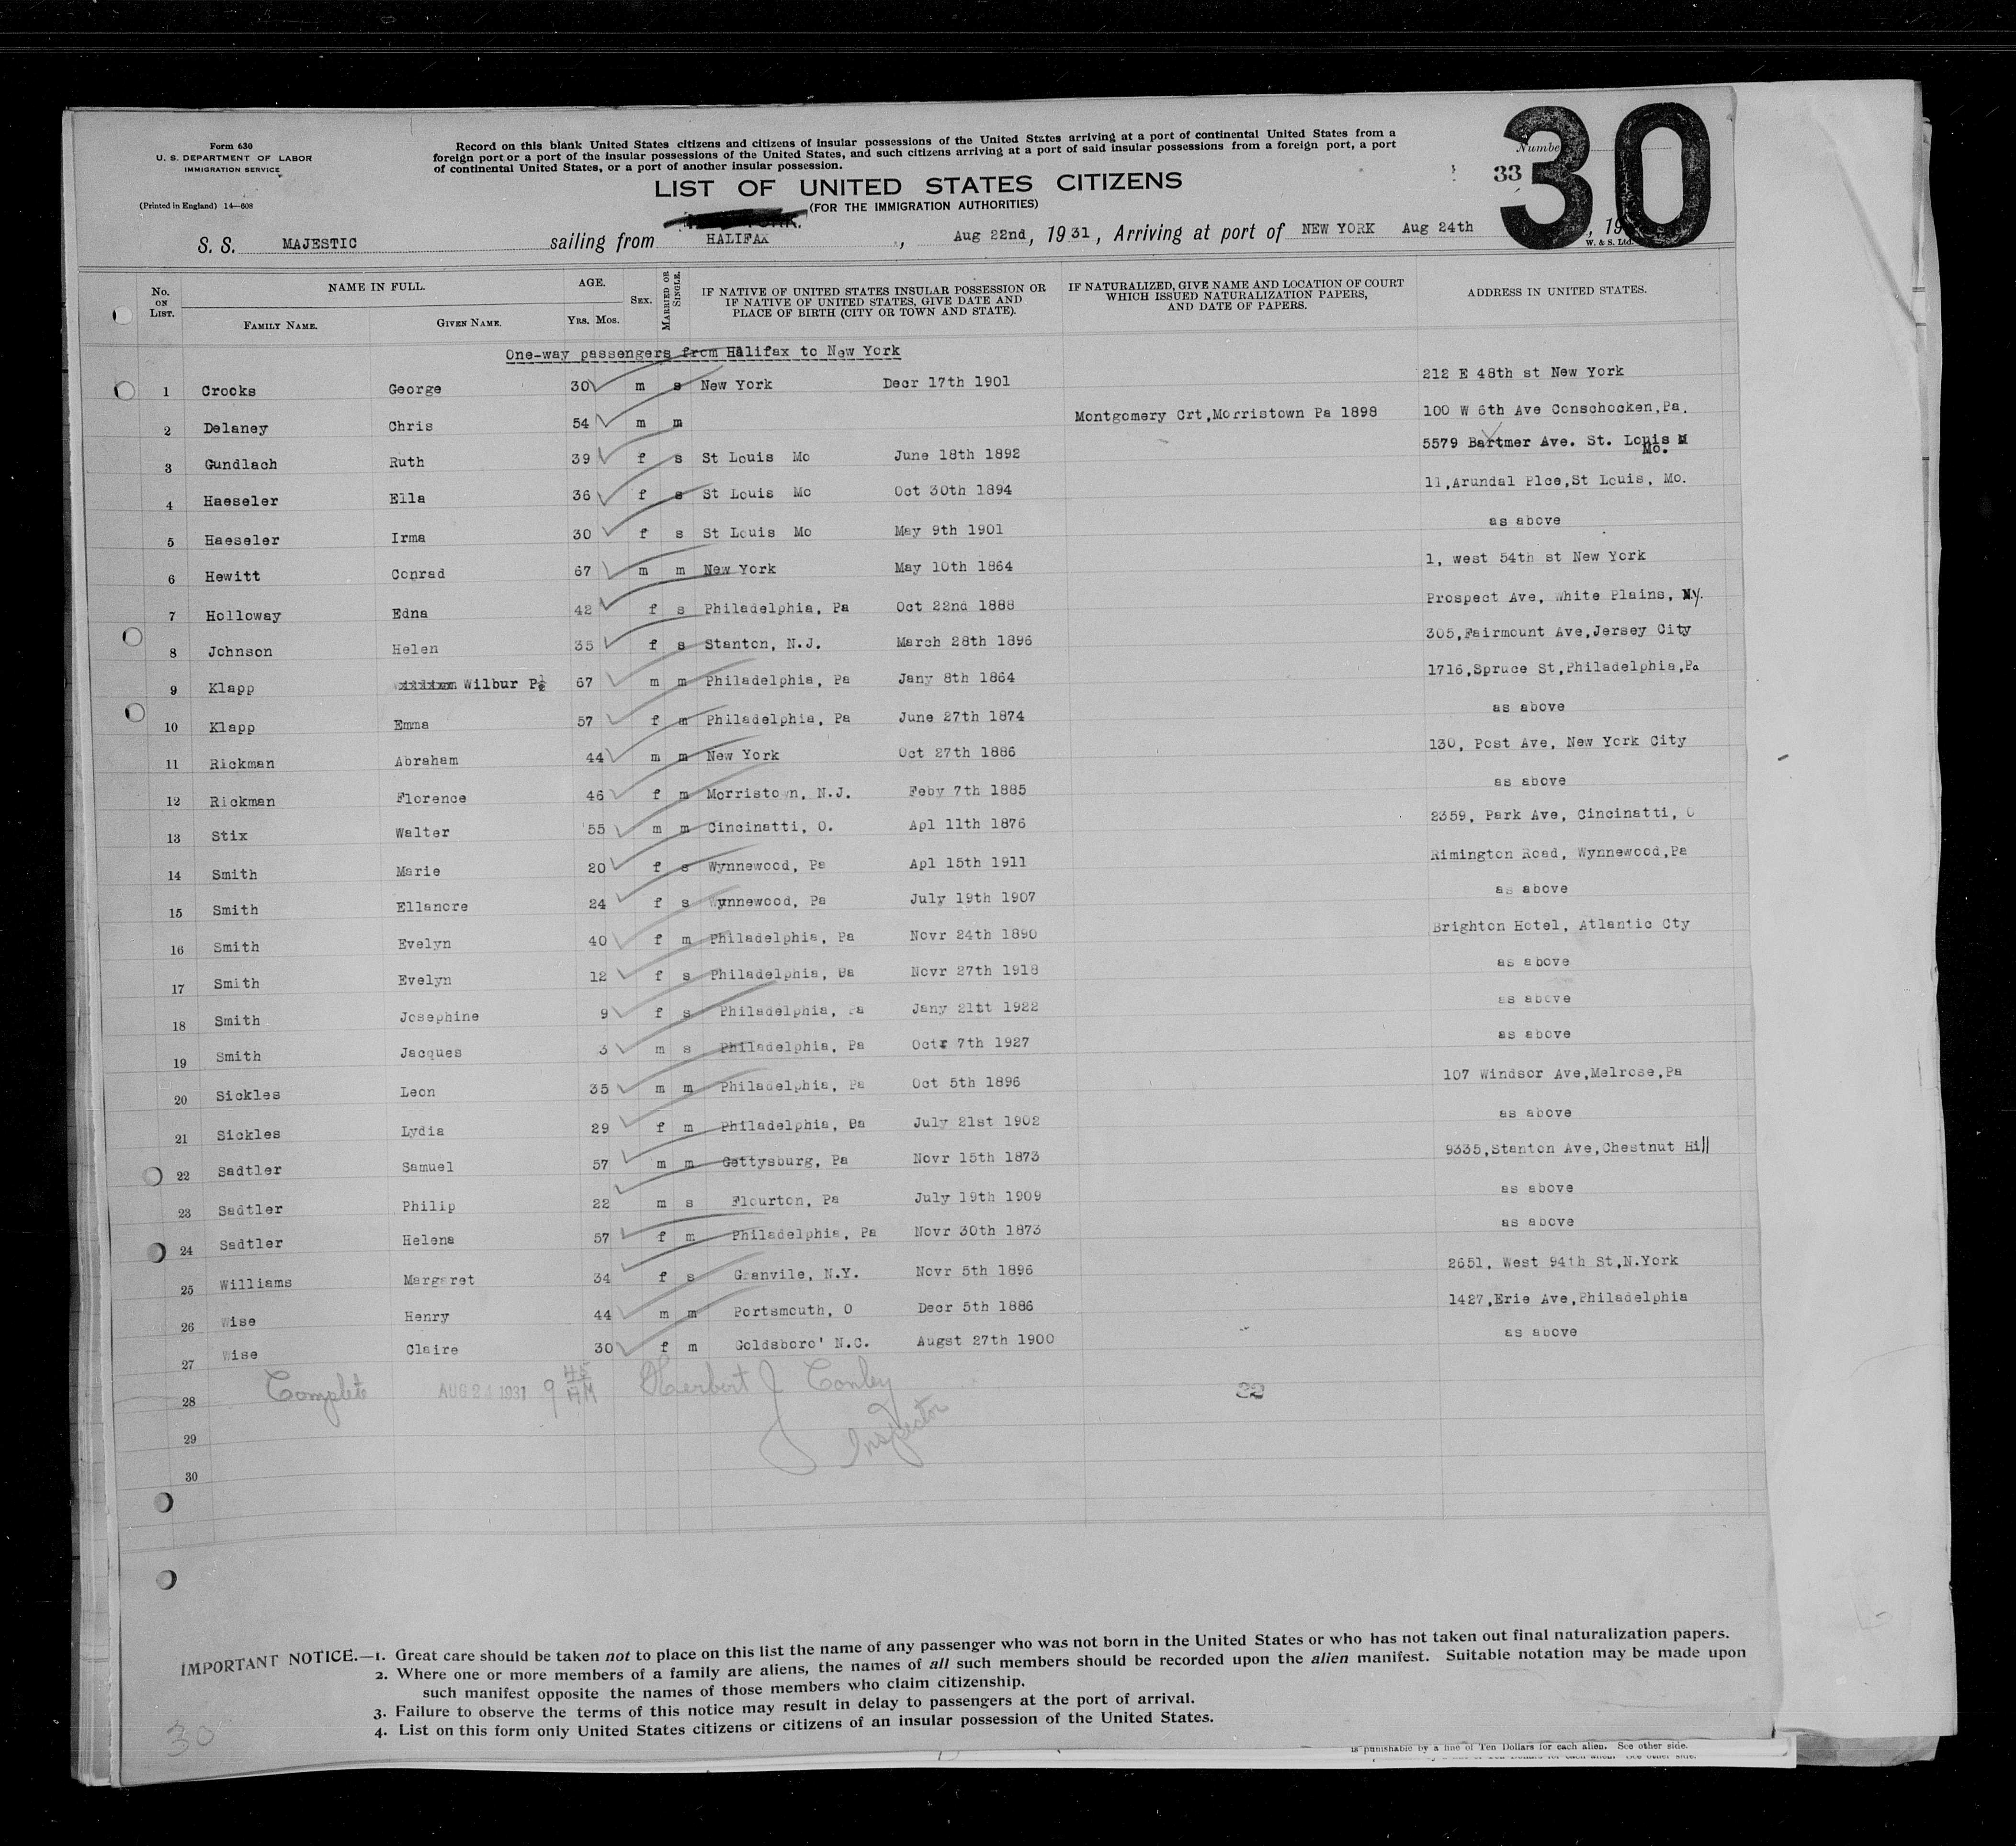 Form 630
U. S. DEPARTMENT OF LABOR
IMMIGRATION SERVICE
(Printed in England) 14—608
Record on this blank United States citizens and citizens of insular possessions of the United States arriving at a port of continental United States from a
foreign port or a port of the insular possessions of the United States, and such citizens arriving at a port of said insular possessions from a foreign port, a port
of continental United States, or a port of another insular possession.
LIST OF UNITED STATES CITIZENS
(FOR THE IMMIGRATION AUTHORITIES)
33
30
S. S. MAJESTIC sailing from HALIFAX, Aug 22nd, 1931, Arriving at port of NEW YORK Aug 24th, 19
W. & S. Ltd.
No. ON LIST. NAME IN FULL. FAMILY NAME. GIVEN NAME. AGE. YRS. MOS. SEX. MARRIED OR SINGLE. IF NATIVE OF UNITED STATES INSULAR POSSESSION OR IF NATIVE OF UNITED STATES, GIVE DATE AND PLACE OF BIRTH (CITY OR TOWN AND STATE). IF NATURALIZED, GIVE NAME AND LOCATION OF COURT WHICH ISSUED NATURALIZATION PAPERS, AND DATE OF PAPERS. ADDRESS IN UNITED STATES.
One-way passengers from Halifax to New York
1 Crooks George 30 m s New York Decr 17th 1901 212 E 48th st New York
2 Delaney Chris 54 m m Montgomery Crt,Morristown Pa 1898 100 W 6th Ave Conschocken,Pa.
3 Gundlach Ruth 39 f s St Louis Mo June 18th 1892 5579 Bartmer Ave. St. Louis Mo.
4 Haeseler Ella 36 f s St Louis Mo Oct 30th 1894 11,Arundal Plce,St Louis, Mo.
5 Haeseler Irma 30 f s St Louis Mo May 9th 1901 as above
6 Hewitt Conrad 67 m m New York May 10th 1864 1, west 54th st New York
7 Holloway Edna 42 f s Philadelphia, Pa Oct 22nd 1888 Prospect Ave, White Plains, N.y.
8 Johnson Helen 35 f s Stanton, N.J. March 28th 1896 305,Fairmount Ave,Jersey City
9 Klapp Wilbur P 67 m m Philadelphia, Pa Jany 8th 1864 1716,Spruce St,Philadelphia,Pa
10 Klapp Emma 57 f m Philadelphia, Pa June 27th 1874 as above
11 Rickman Abraham 44 m m New York Oct 27th 1886 130, Post Ave, New York City
12 Rickman Florence 46 f m Morristown, N.J. Feby 7th 1885 as above
13 Stix Walter 55 m m Cincinatti, O. Apl 11th 1876 2359, Park Ave, Cincinatti, O
14 Smith Marie 20 f s Wynnewood, Pa Apl 15th 1911 Rimington Road, Wynnewood,Pa
15 Smith Ellanore 24 f s Wynnewood, Pa July 19th 1907 as above
16 Smith Evelyn 40 f m Philadelphia, Pa Novr 24th 1890 Brighton Hotel, Atlantic Cty
17 Smith Evelyn 12 f s Philadelphia, Pa Novr 27th 1918 as above
18 Smith Josephine 9 f s Philadelphia, Pa Jany 21tt 1922 as above
19 Smith Jacques 3 m s Philadelphia, Pa Octr 7th 1927 as above
20 Sickles Leon 35 m m Philadelphia, Pa Oct 5th 1896 107 Windsor Ave,Melrose,Pa
21 Sickles Lydia 29 f m Philadelphia, Pa July 21st 1902 as above
22 Sadtler Samuel 57 m m Gettysburg, Pa Novr 15th 1873 9335,Stanton Ave,Chestnut Hill
23 Sadtler Philip 22 m s Flourton, Pa July 19th 1909 as above
24 Sadtler Helena 57 f m Philadelphia, Pa Novr 30th 1873 as above
25 Williams Margaret 34 f s Granvile, N.Y. Novr 5th 1896 2651, West 94th St,N.York
26 Wise Henry 44 m m Portsmouth, O Decr 5th 1886 1427,Erie Ave,Philadelphia
27 Wise Claire 30 f m Goldsboro' N.C. Augst 27th 1900 as above
28 Complete AUG 24 1931 9 45 AM Herbert J Conley
Inspector
29
30
IMPORTANT NOTICE.—1. Great care should be taken not to place on this list the name of any passenger who was not born in the United States or who has not taken out final naturalization papers.
2. Where one or more members of a family are aliens, the names of all such members should be recorded upon the alien manifest. Suitable notation may be made upon
such manifest opposite the names of those members who claim citizenship.
3. Failure to observe the terms of this notice may result in delay to passengers at the port of arrival.
4. List on this form only United States citizens or citizens of an insular possession of the United States.
30
is punishable by a fine of Ten Dollars for each alien. See other side.